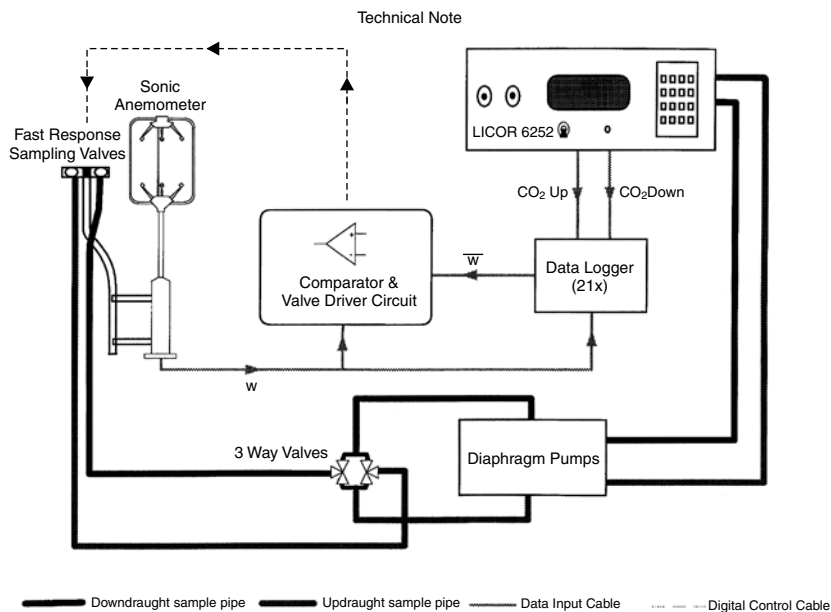 Technical Note
Sonic
Anemometer
Fast Response
Sampling Valves
LICOR 6252
CO₂ Up
CO₂Down
Comparator &
Valve Driver Circuit
w̅
Data Logger
(21x)
w
3 Way Valves
Diaphragm Pumps
Downdraught sample pipe
Updraught sample pipe
Data Input Cable
Digital Control Cable